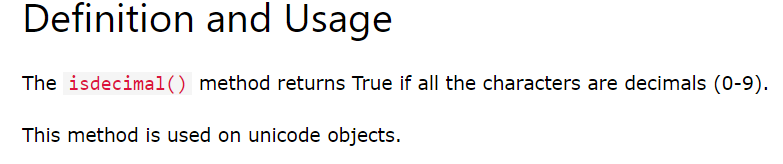 Definition and Usage
The isdecimal() method returns True if all the characters are decimals (0-9).
This method is used on unicode objects.